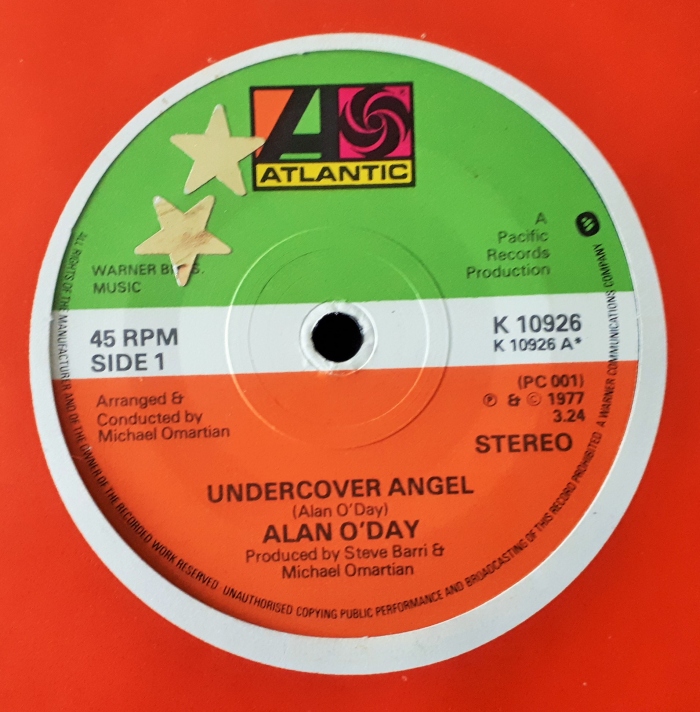 ATLANTIC
A
Pacific
Records
Production
WARNER B S.
MUSIC
45 RPM
SIDE 1
K 10926
K 10926 A*
Arranged &
Conducted by
Michael Omartian
(PC 001)
℗ & © 1977
3.24
STEREO
UNDERCOVER ANGEL
(Alan O'Day)
ALAN O'DAY
Produced by Steve Barri &
Michael Omartian
ALL RIGHTS OF THE MANUFACTURER AND OF THE OWNER OF THE RECORDED WORK RESERVED UNAUTHORISED COPYING PUBLIC PERFORMANCE AND BROADCASTING OF THIS RECORD PROHIBITED A WARNER COMMUNICATIONS COMPANY